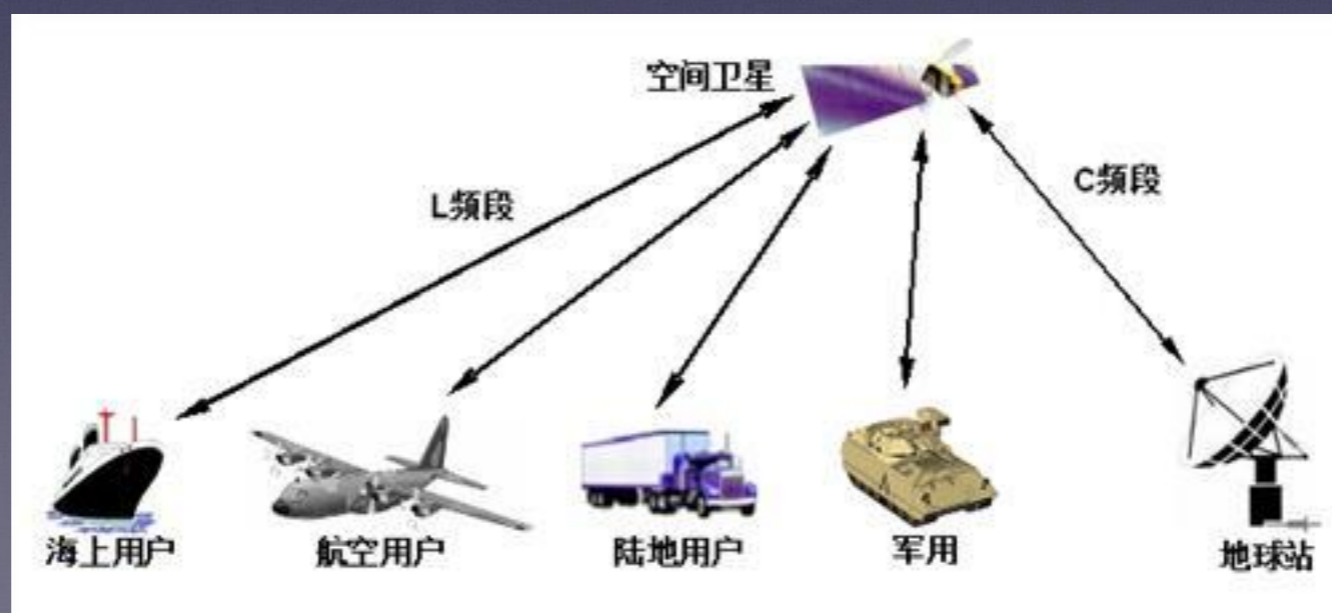 空间卫星
L频段
C频段
海上用户
航空用户
陆地用户
军用
地球站